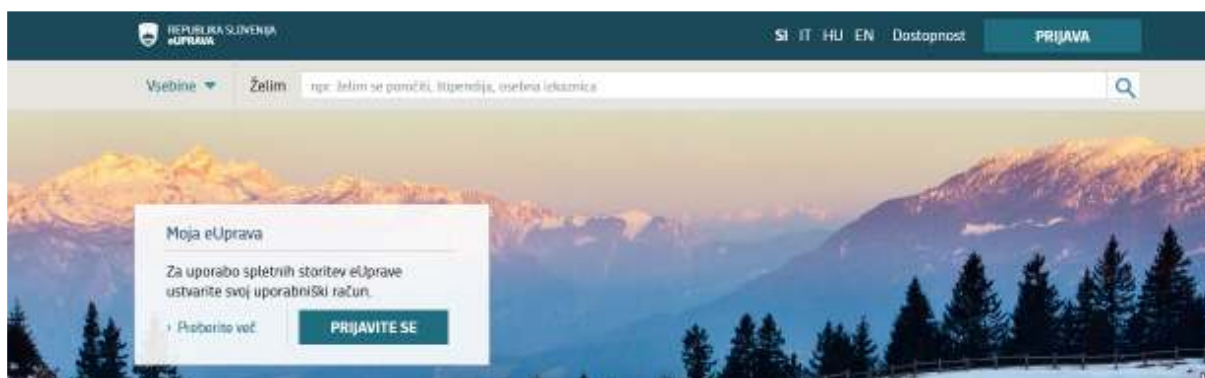 REPUBLIKA SLOVENIJA
eUPRAVA
SI IT HU EN Dostopnost PRIJAVA
Vsebine Želim npr. želim se poročiti, štipendija, osebna izkaznica
Moja eUprava
Za uporabo spletnih storitev eUprave
ustvarite svoj uporabniški račun.
› Preberite več PRIJAVITE SE